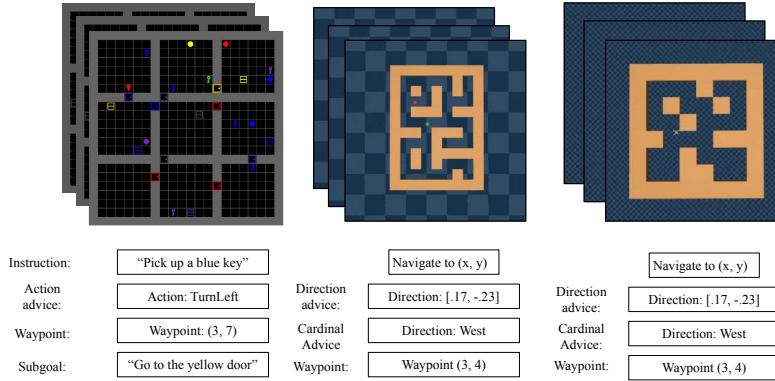 Instruction:
"Pick up a blue key"
Action
advice:
Action: TurnLeft
Waypoint:
Waypoint: (3, 7)
Subgoal:
"Go to the yellow door"
Navigate to (x, y)
Direction
advice:
Direction: [.17, -.23]
Cardinal
Advice
Direction: West
Waypoint:
Waypoint (3, 4)
Navigate to (x, y)
Direction
advice:
Direction: [.17, -.23]
Cardinal
Advice:
Direction: West
Waypoint:
Waypoint (3, 4)